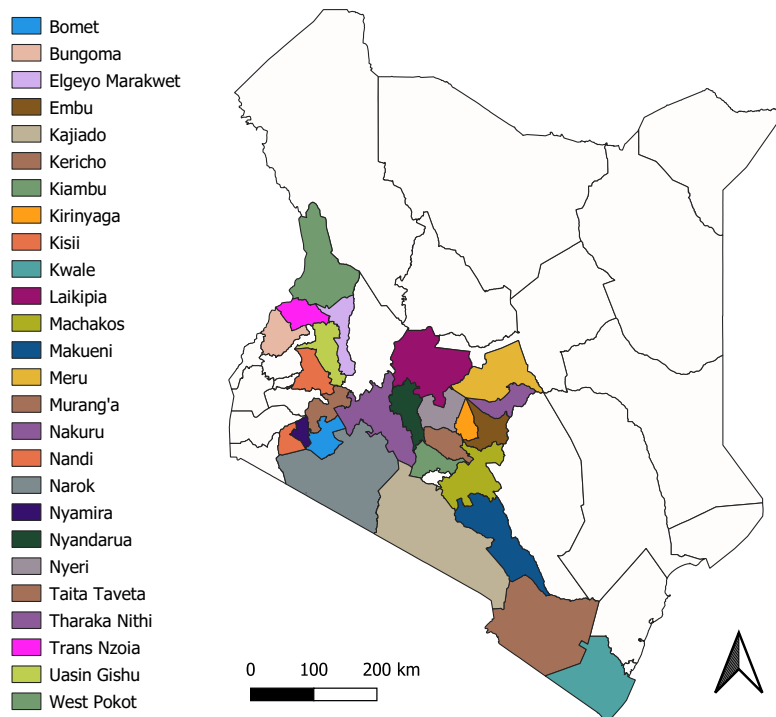 Bomet
Bungoma
Elgeyo Marakwet
Embu
Kajiado
Kericho
Kiambu
Kirinyaga
Kisii
Kwale
Laikipia
Machakos
Makueni
Meru
Murang'a
Nakuru
Nandi
Narok
Nyamira
Nyandarua
Nyeri
Taita Taveta
Tharaka Nithi
Trans Nzoia
Uasin Gishu
West Pokot
0 100 200 km